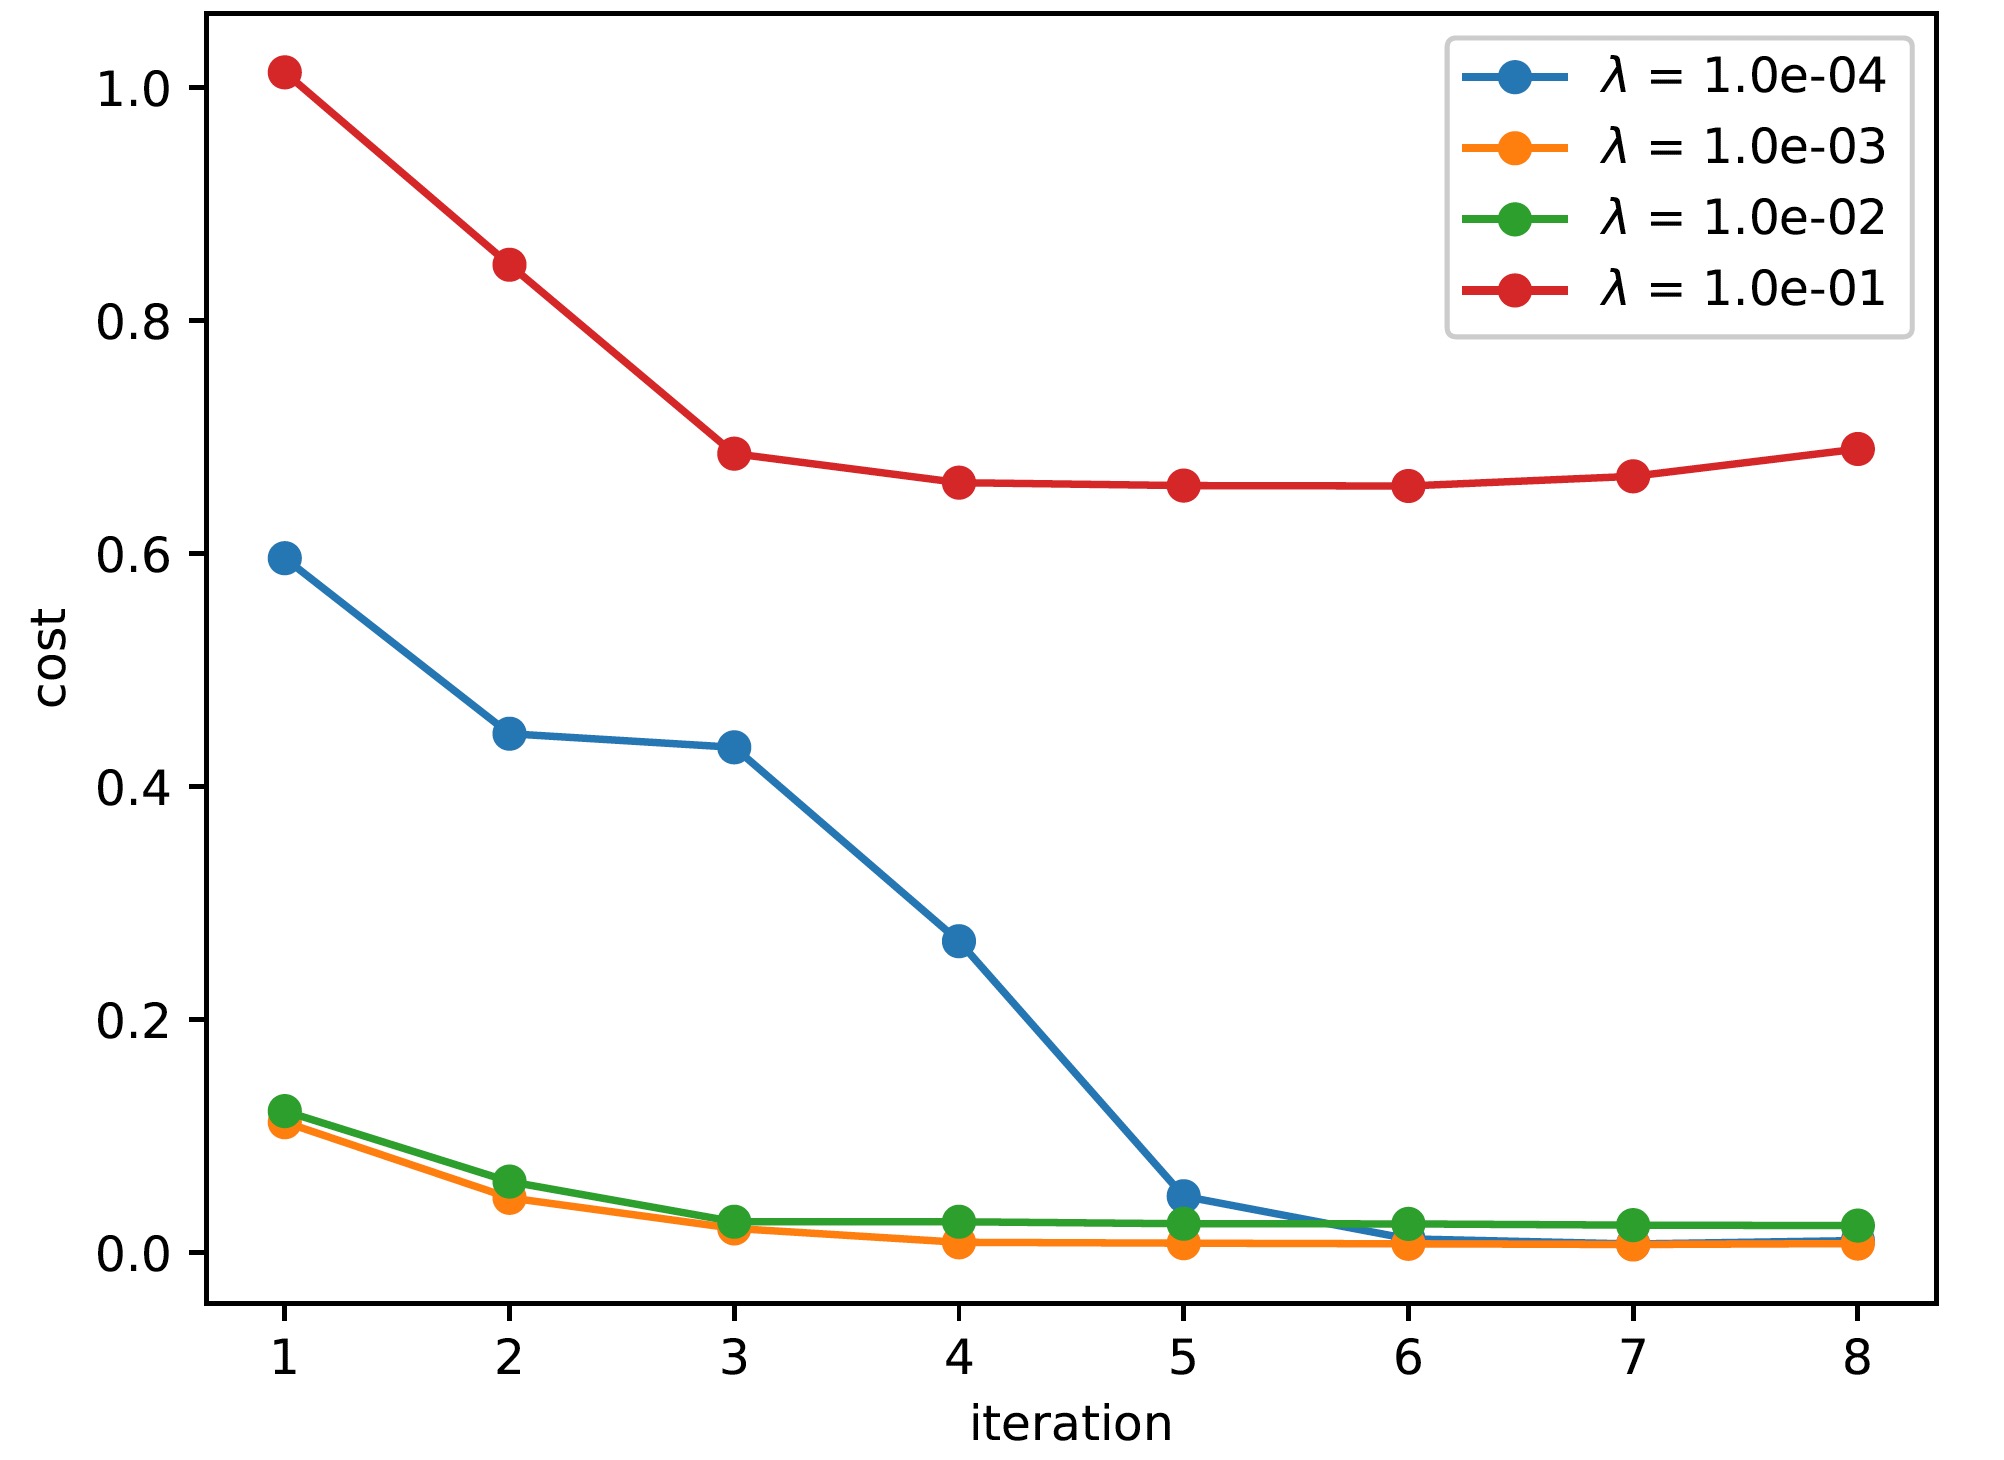 1.0
0.8
0.6
0.4
0.2
0.0
cost
1 2 3 4 5 6 7 8
iteration
λ = 1.0e-04
λ = 1.0e-03
λ = 1.0e-02
λ = 1.0e-01